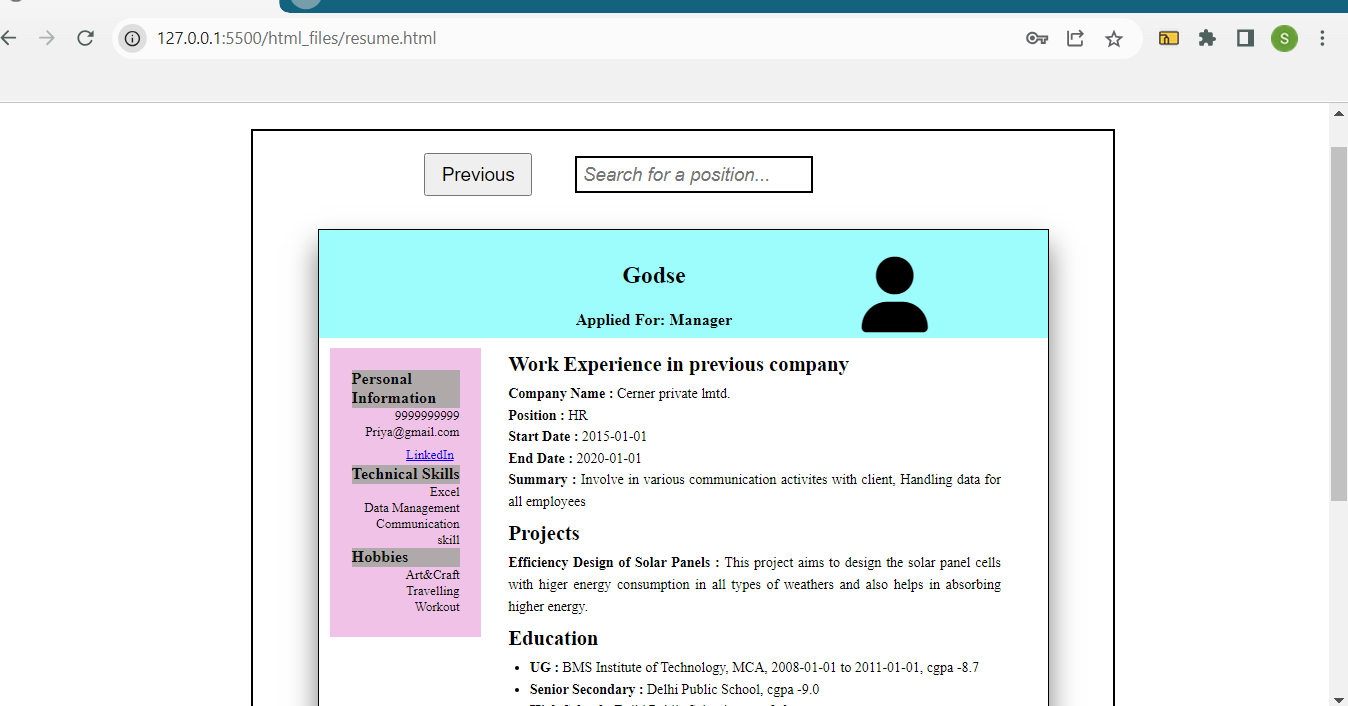 127.0.0.1:5500/html_files/resume.html
S
Previous
Search for a position...
Godse
Applied For: Manager
Personal
Information
9999999999
Priya@gmail.com
LinkedIn
Technical Skills
Excel
Data Management
Communication
skill
Hobbies
Art&Craft
Travelling
Workout
Work Experience in previous company
Company Name : Cerner private lmtd.
Position : HR
Start Date : 2015-01-01
End Date : 2020-01-01
Summary : Involve in various communication activites with client, Handling data for
all employees
Projects
Efficiency Design of Solar Panels : This project aims to design the solar panel cells
with higer energy consumption in all types of weathers and also helps in absorbing
higher energy.
Education
UG : BMS Institute of Technology, MCA, 2008-01-01 to 2011-01-01, cgpa -8.7
Senior Secondary : Delhi Public School, cgpa -9.0